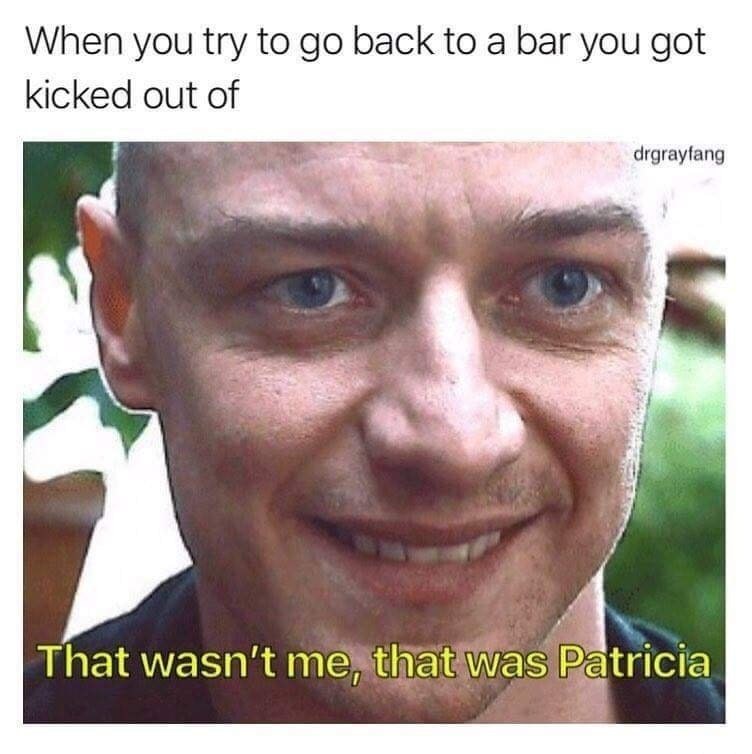 When you try to go back to a bar you got
kicked out of
drgrayfang
That wasn't me, that was Patricia